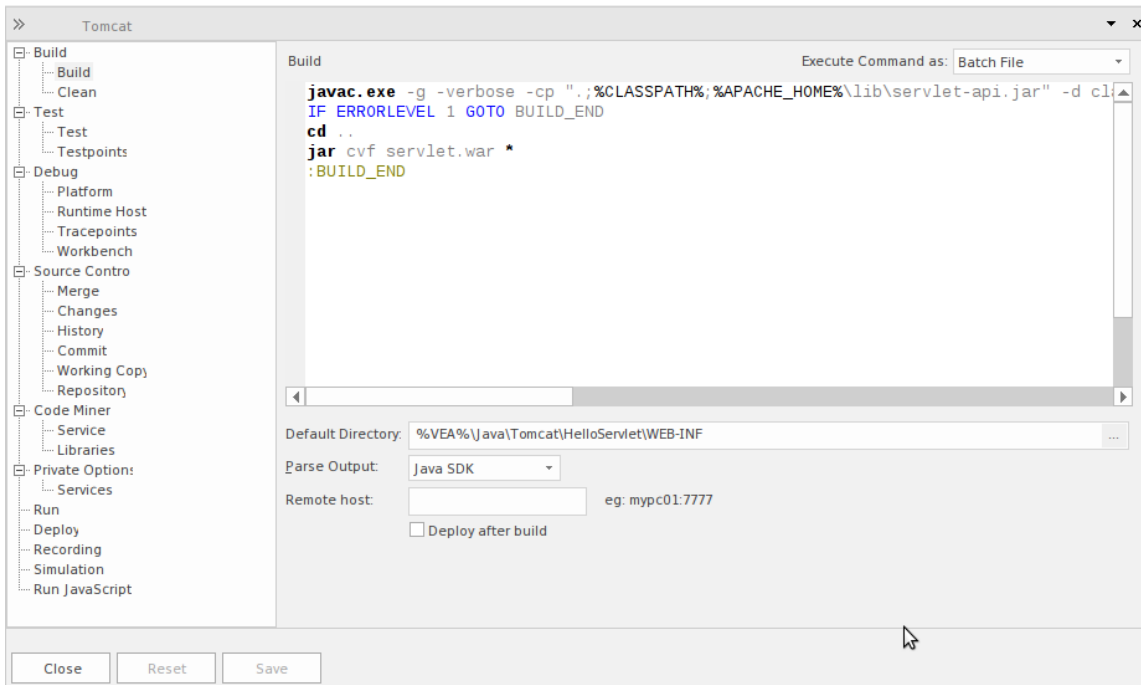 Tomcat
Build
Build
Clean
Test
Test
Testpoints
Debug
Platform
Runtime Host
Tracepoints
Workbench
Source Contro
Merge
Changes
History
Commit
Working Copy
Repository
Code Miner
Service
Libraries
Private Options
Services
Run
Deploy
Recording
Simulation
Run JavaScript
Build
Execute Command as: Batch File
javac.exe -g -verbose -cp ".;%CLASSPATH%;%APACHE_HOME%\lib\servlet-api.jar" -d cla
IF ERRORLEVEL 1 GOTO BUILD_END
cd ..
jar cvf servlet.war *
:BUILD_END
Default Directory: %VEA%\Java\Tomcat\HelloServlet\WEB-INF ...
Parse Output: Java SDK
Remote host: eg: mypc01:7777
Deploy after build
Close Reset Save